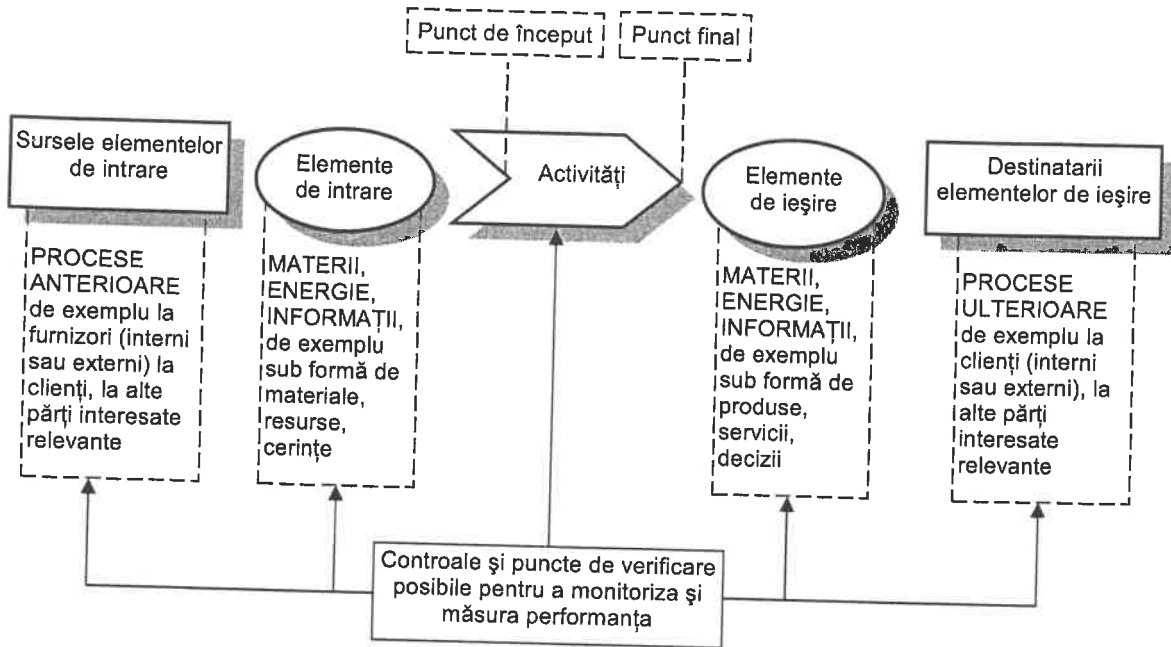 Punct de început
Punct final
Sursele elementelor
de intrare
Elemente
de intrare
Activități
Elemente
de ieşire
Destinatarii
elementelor de ieşire
PROCESE
ANTERIOARE
de exemplu la
furnizori (interni
sau externi) la
clienți, la alte
părți interesate
relevante
MATERII,
ENERGIE,
INFORMAȚII,
de exemplu
sub formă de
materiale,
resurse,
cerințe
MATERII,
ENERGIE,
INFORMAȚII,
de exemplu
sub formă de
produse,
servicii,
decizii
PROCESE
ULTERIOARE
de exemplu la
clienți (interni
sau externi), la
alte părți
interesate
relevante
Controale şi puncte de verificare
posibile pentru a monitoriza şi
măsura performanța